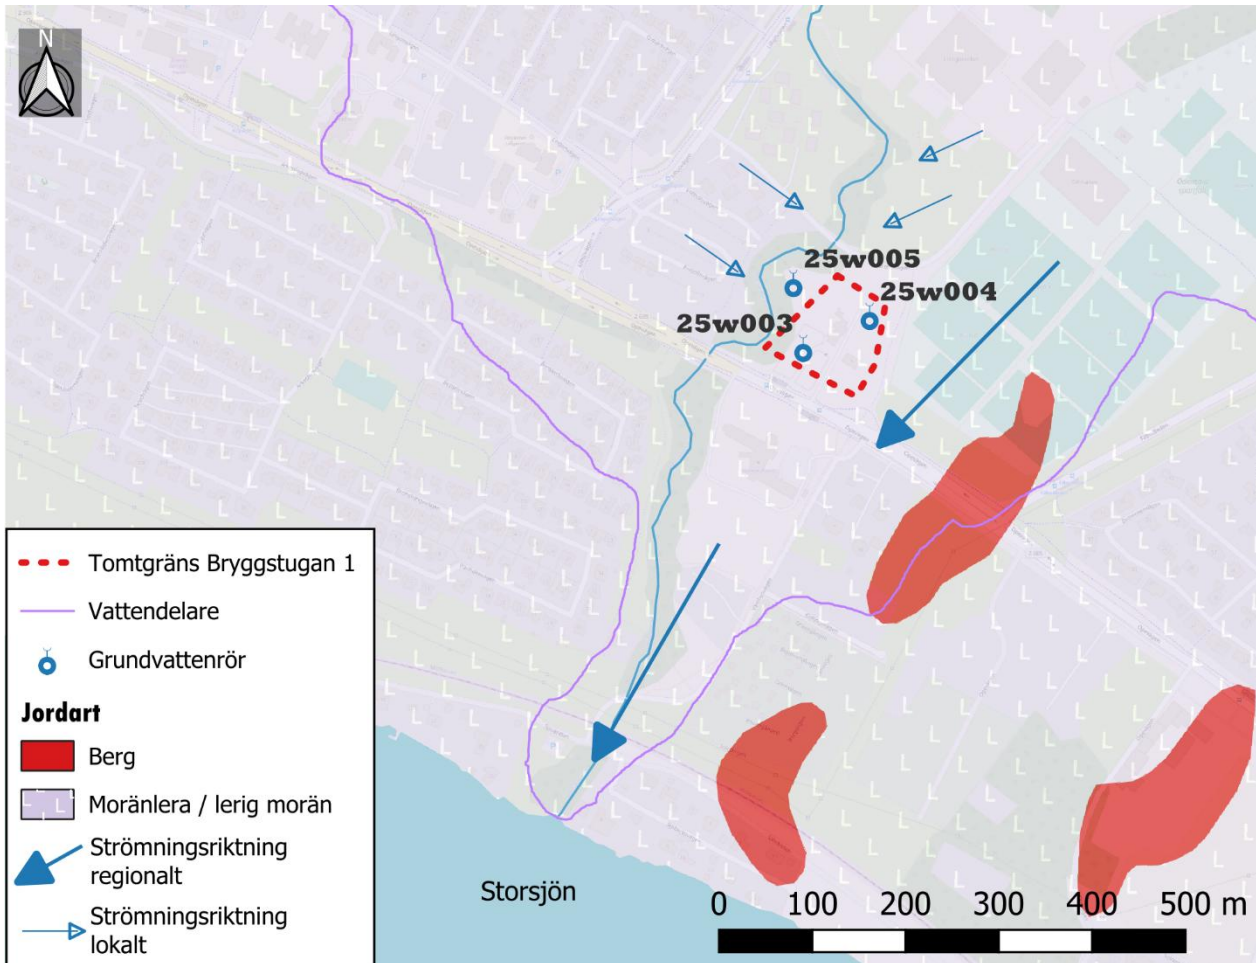 N
25w005
25w004
25w003
Tomtgräns Bryggstugan 1
Vattendelare
Grundvattenrör
Jordart
Berg
Moränlera / lerig morän
Strömningsriktning
regionalt
Strömningsriktning
lokalt
Storsjön
0 100 200 300 400 500 m